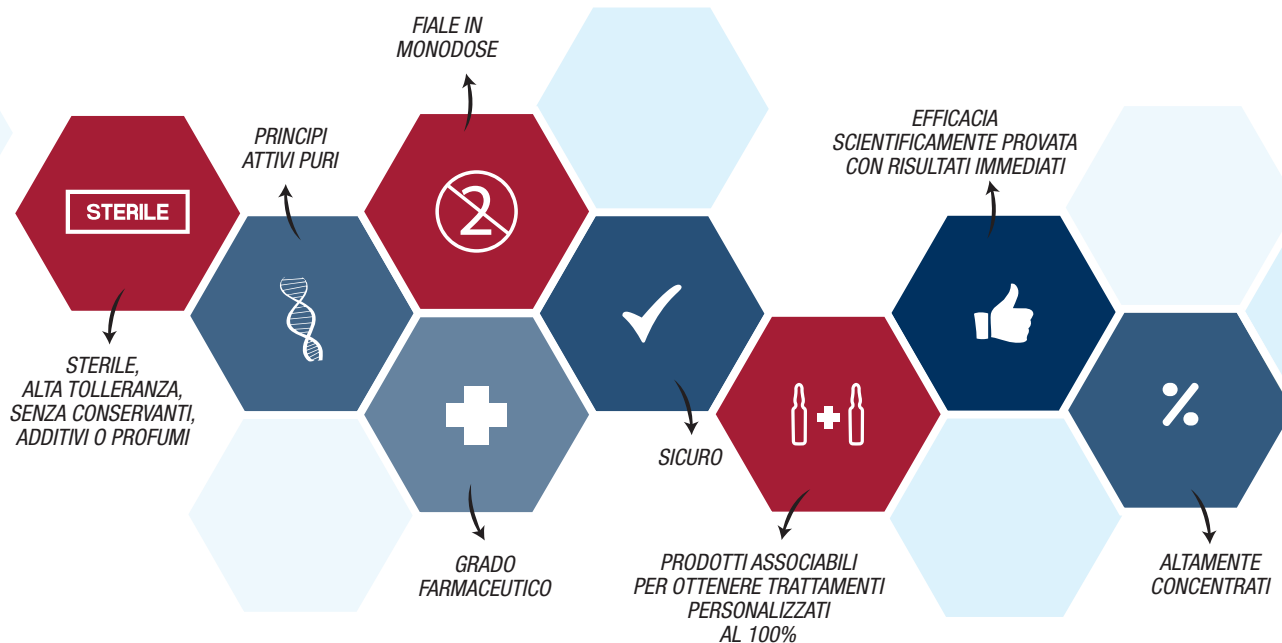 FIALE IN
MONODOSE
PRINCIPI
ATTIVI PURI
EFFICACIA
SCIENTIFICAMENTE PROVATA
CON RISULTATI IMMEDIATI
STERILE
2
STERILE,
ALTA TOLLERANZA,
SENZA CONSERVANTI,
ADDITIVI O PROFUMI
%
SICURO
GRADO
FARMACEUTICO
PRODOTTI ASSOCIABILI
PER OTTENERE TRATTAMENTI
PERSONALIZZATI
AL 100%
ALTAMENTE
CONCENTRATI